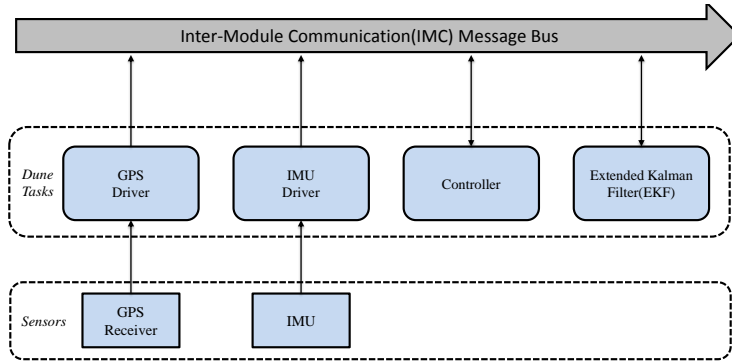 Inter-Module Communication(IMC) Message Bus
Dune
Tasks
GPS
Driver
IMU
Driver
Controller
Extended Kalman
Filter(EKF)
Sensors
GPS
Receiver
IMU